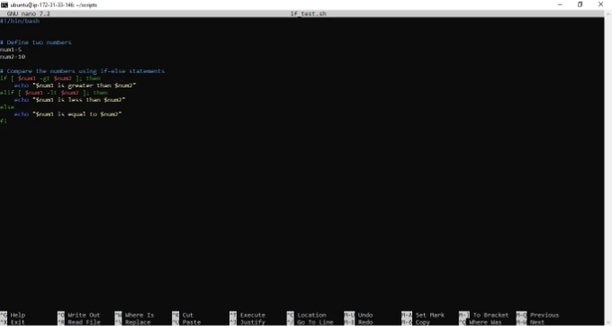 ubuntu@ip-172-31-33-146: ~/scripts
GNU nano 7.2 if_test.sh
#!/bin/bash
# Define two numbers
num1=5
num2=10
# Compare the numbers using if-else statements
if [ $num1 -gt $num2 ]; then
echo "$num1 is greater than $num2"
elif [ $num1 -lt $num2 ]; then
echo "$num1 is less than $num2"
else
echo "$num1 is equal to $num2"
fi
^G Help ^O Write Out ^W Where Is ^K Cut ^T Execute ^C Location M-U Undo M-A Set Mark M-] To Bracket M-Q Previous
^X Exit ^R Read File ^\ Replace ^U Paste ^J Justify ^/ Go To Line M-E Redo M-6 Copy ^Q Where Was M-W Next